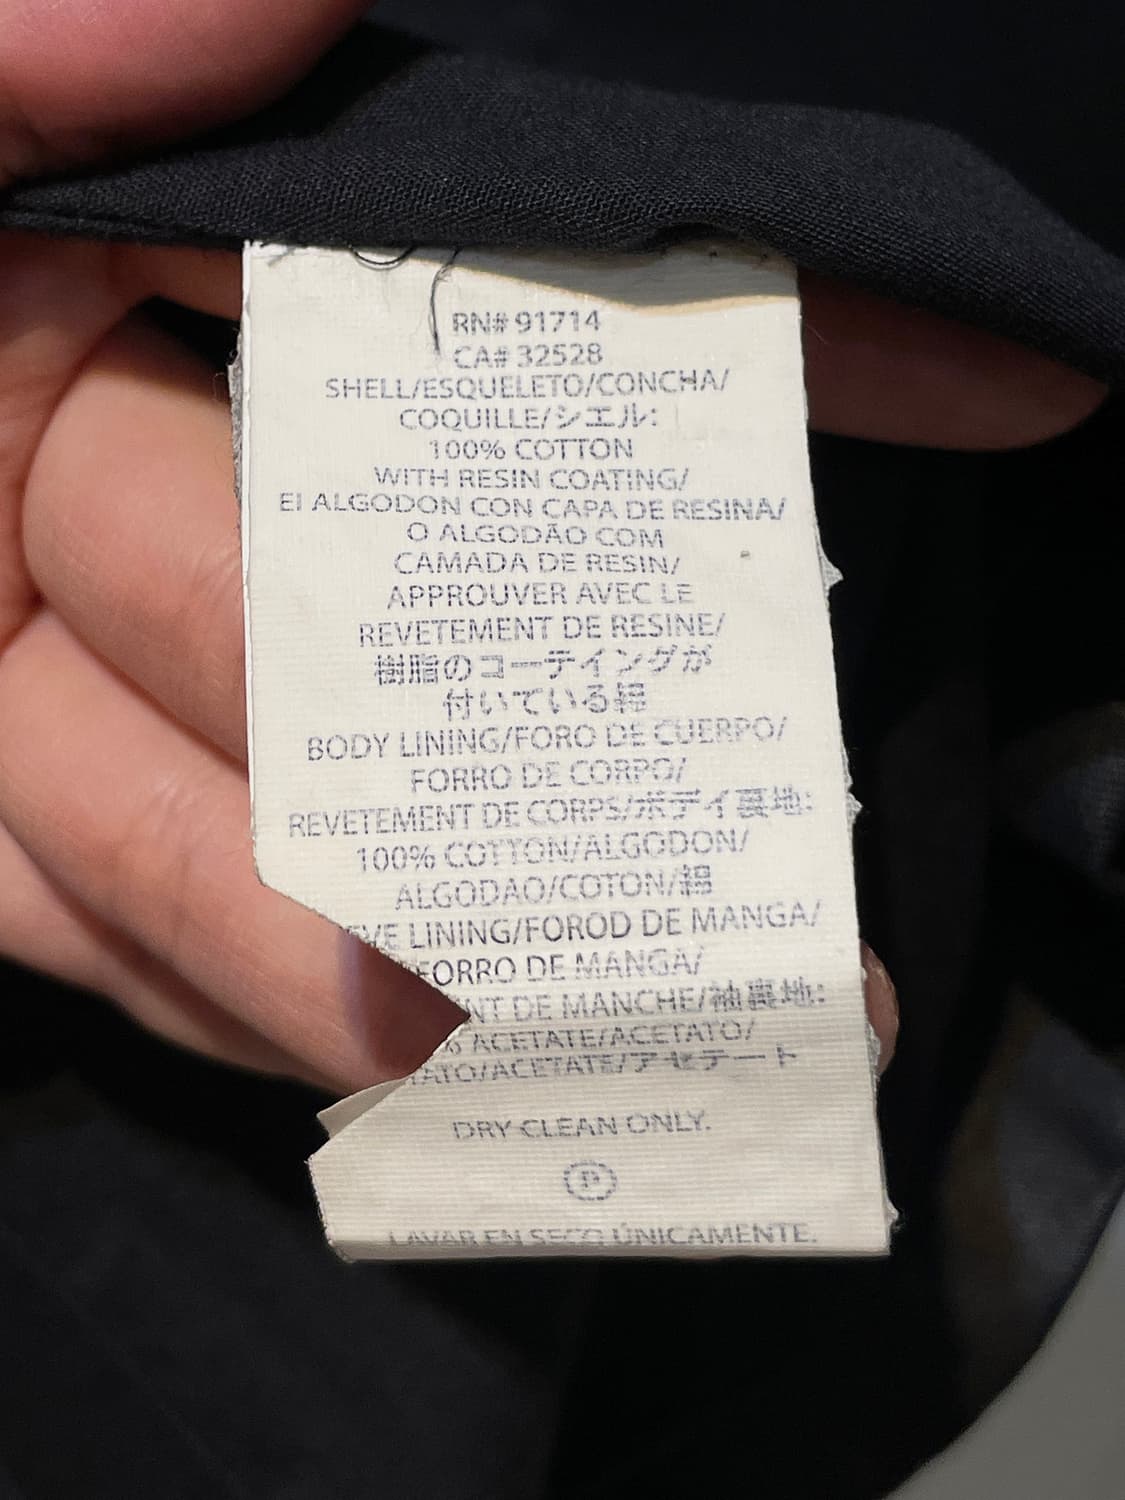 RN# 91714
CA# 32528
SHELL/ESQUELETO/CONCHA/
COQUILLE/シエル:
100% COTTON
WITH RESIN COATING/
El ALGODON CON CAPA DE RESINA/
O ALGODÃO COM
CAMADA DE RESIN/
APPROUVER AVEC LE
REVETEMENT DE RESINE/
樹脂のコーティングが
付いている綿
BODY LINING/FORO DE CUERPO/
FORRO DE CORPO/
REVETEMENT DE CORPS/ボディ裏地:
100% COTTON/ALGODON/
ALGODAO/COTON/綿
EVE LINING/FOROD DE MANGA/
FORRO DE MANGA/
NT DE MANCHE/袖裏地:
% ACETATE/ACETATO/
TATO/ACETATE/アセテート
DRY CLEAN ONLY.
P
LAVAR EN SECO ÚNICAMENTE.